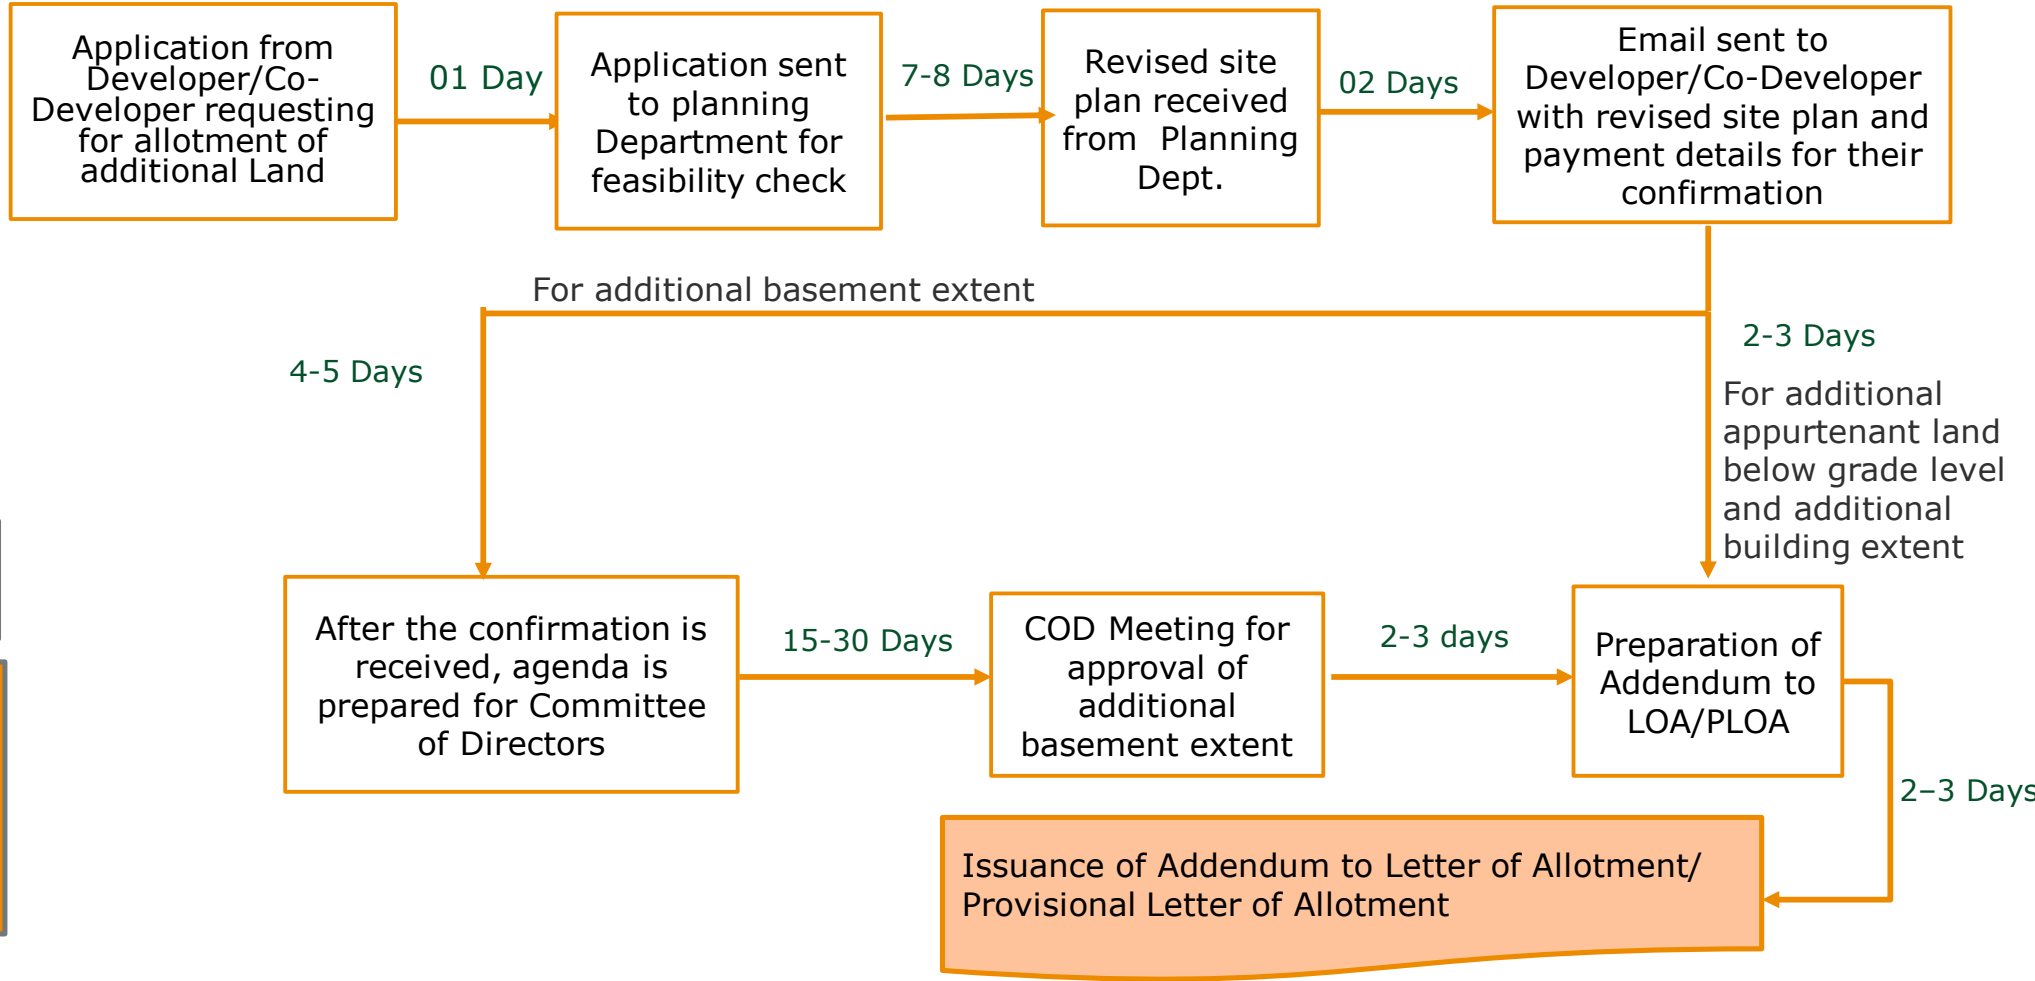 Application from
Developer/Co-
Developer requesting
for allotment of
additional Land
01 Day
Application sent
to planning
Department for
feasibility check
7-8 Days
Revised site
plan received
from Planning
Dept.
02 Days
Email sent to
Developer/Co-Developer
with revised site plan and
payment details for their
confirmation
For additional basement extent
4-5 Days
2-3 Days
For additional
appurtenant land
below grade level
and additional
building extent
After the confirmation is
received, agenda is
prepared for Committee
of Directors
15-30 Days
COD Meeting for
approval of
additional
basement extent
2-3 days
Preparation of
Addendum to
LOA/PLOA
2–3 Days
Issuance of Addendum to Letter of Allotment/
Provisional Letter of Allotment